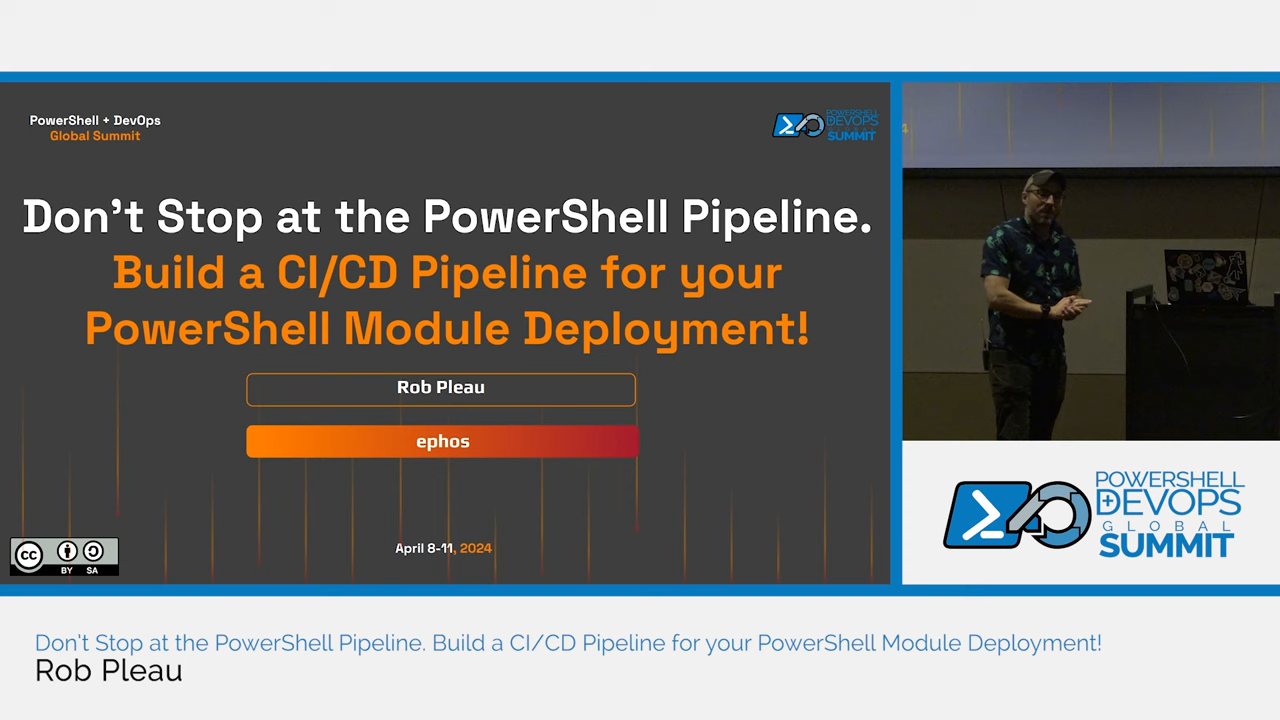 PowerShell + DevOps
Global Summit
POWERSHELL
+DEVOPS
GLOBAL
SUMMIT
Don't Stop at the PowerShell Pipeline.
Build a CI/CD Pipeline for your
PowerShell Module Deployment!
Rob Pleau
ephos
April 8-11, 2024
cc
BY SA
POWERSHELL
+DEVOPS
GLOBAL
SUMMIT
Don't Stop at the PowerShell Pipeline. Build a CI/CD Pipeline for your PowerShell Module Deployment!
Rob Pleau